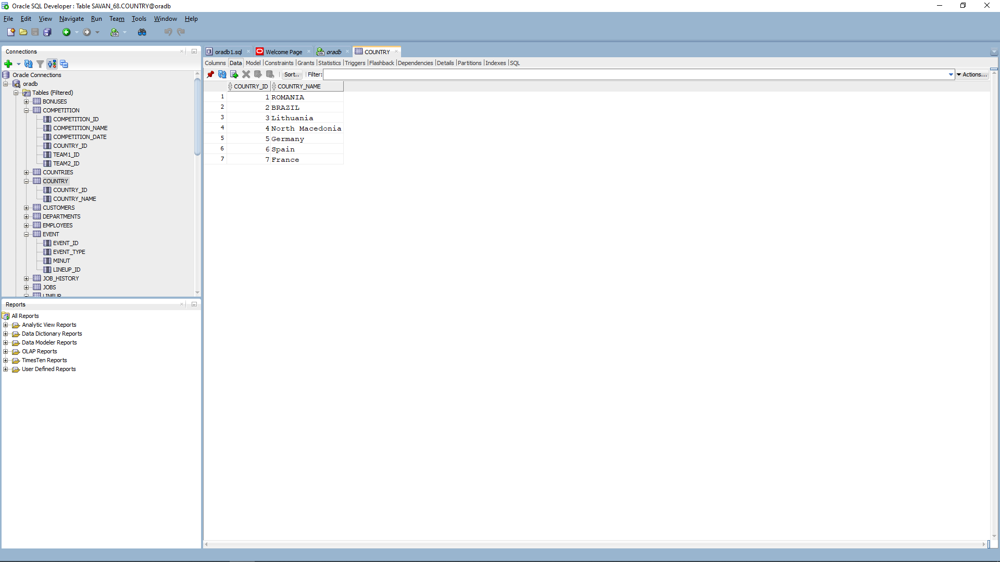 Oracle SQL Developer : Table SAVAN_68.COUNTRY@oradb
File Edit View Navigate Run Team Tools Window Help
Connections
Oracle Connections
oradb
Tables (Filtered)
BONUSES
COMPETITION
COMPETITION_ID
COMPETITION_NAME
COMPETITION_DATE
COUNTRY_ID
TEAM1_ID
TEAM2_ID
COUNTRIES
COUNTRY
COUNTRY_ID
COUNTRY_NAME
CUSTOMERS
DEPARTMENTS
EMPLOYEES
EVENT
EVENT_ID
EVENT_TYPE
MINUT
LINEUP_ID
JOB_HISTORY
JOBS
LINEUP
Reports
All Reports
Analytic View Reports
Data Dictionary Reports
Data Modeler Reports
OLAP Reports
TimesTen Reports
User Defined Reports
oradb1.sql Welcome Page oradb COUNTRY
Columns Data Model Constraints Grants Statistics Triggers Flashback Dependencies Details Partitions Indexes SQL
Sort.. Filter: Actions...
COUNTRY_ID COUNTRY_NAME
1 1 ROMANIA
2 2 BRAZIL
3 3 Lithuania
4 4 North Macedonia
5 5 Germany
6 6 Spain
7 7 France